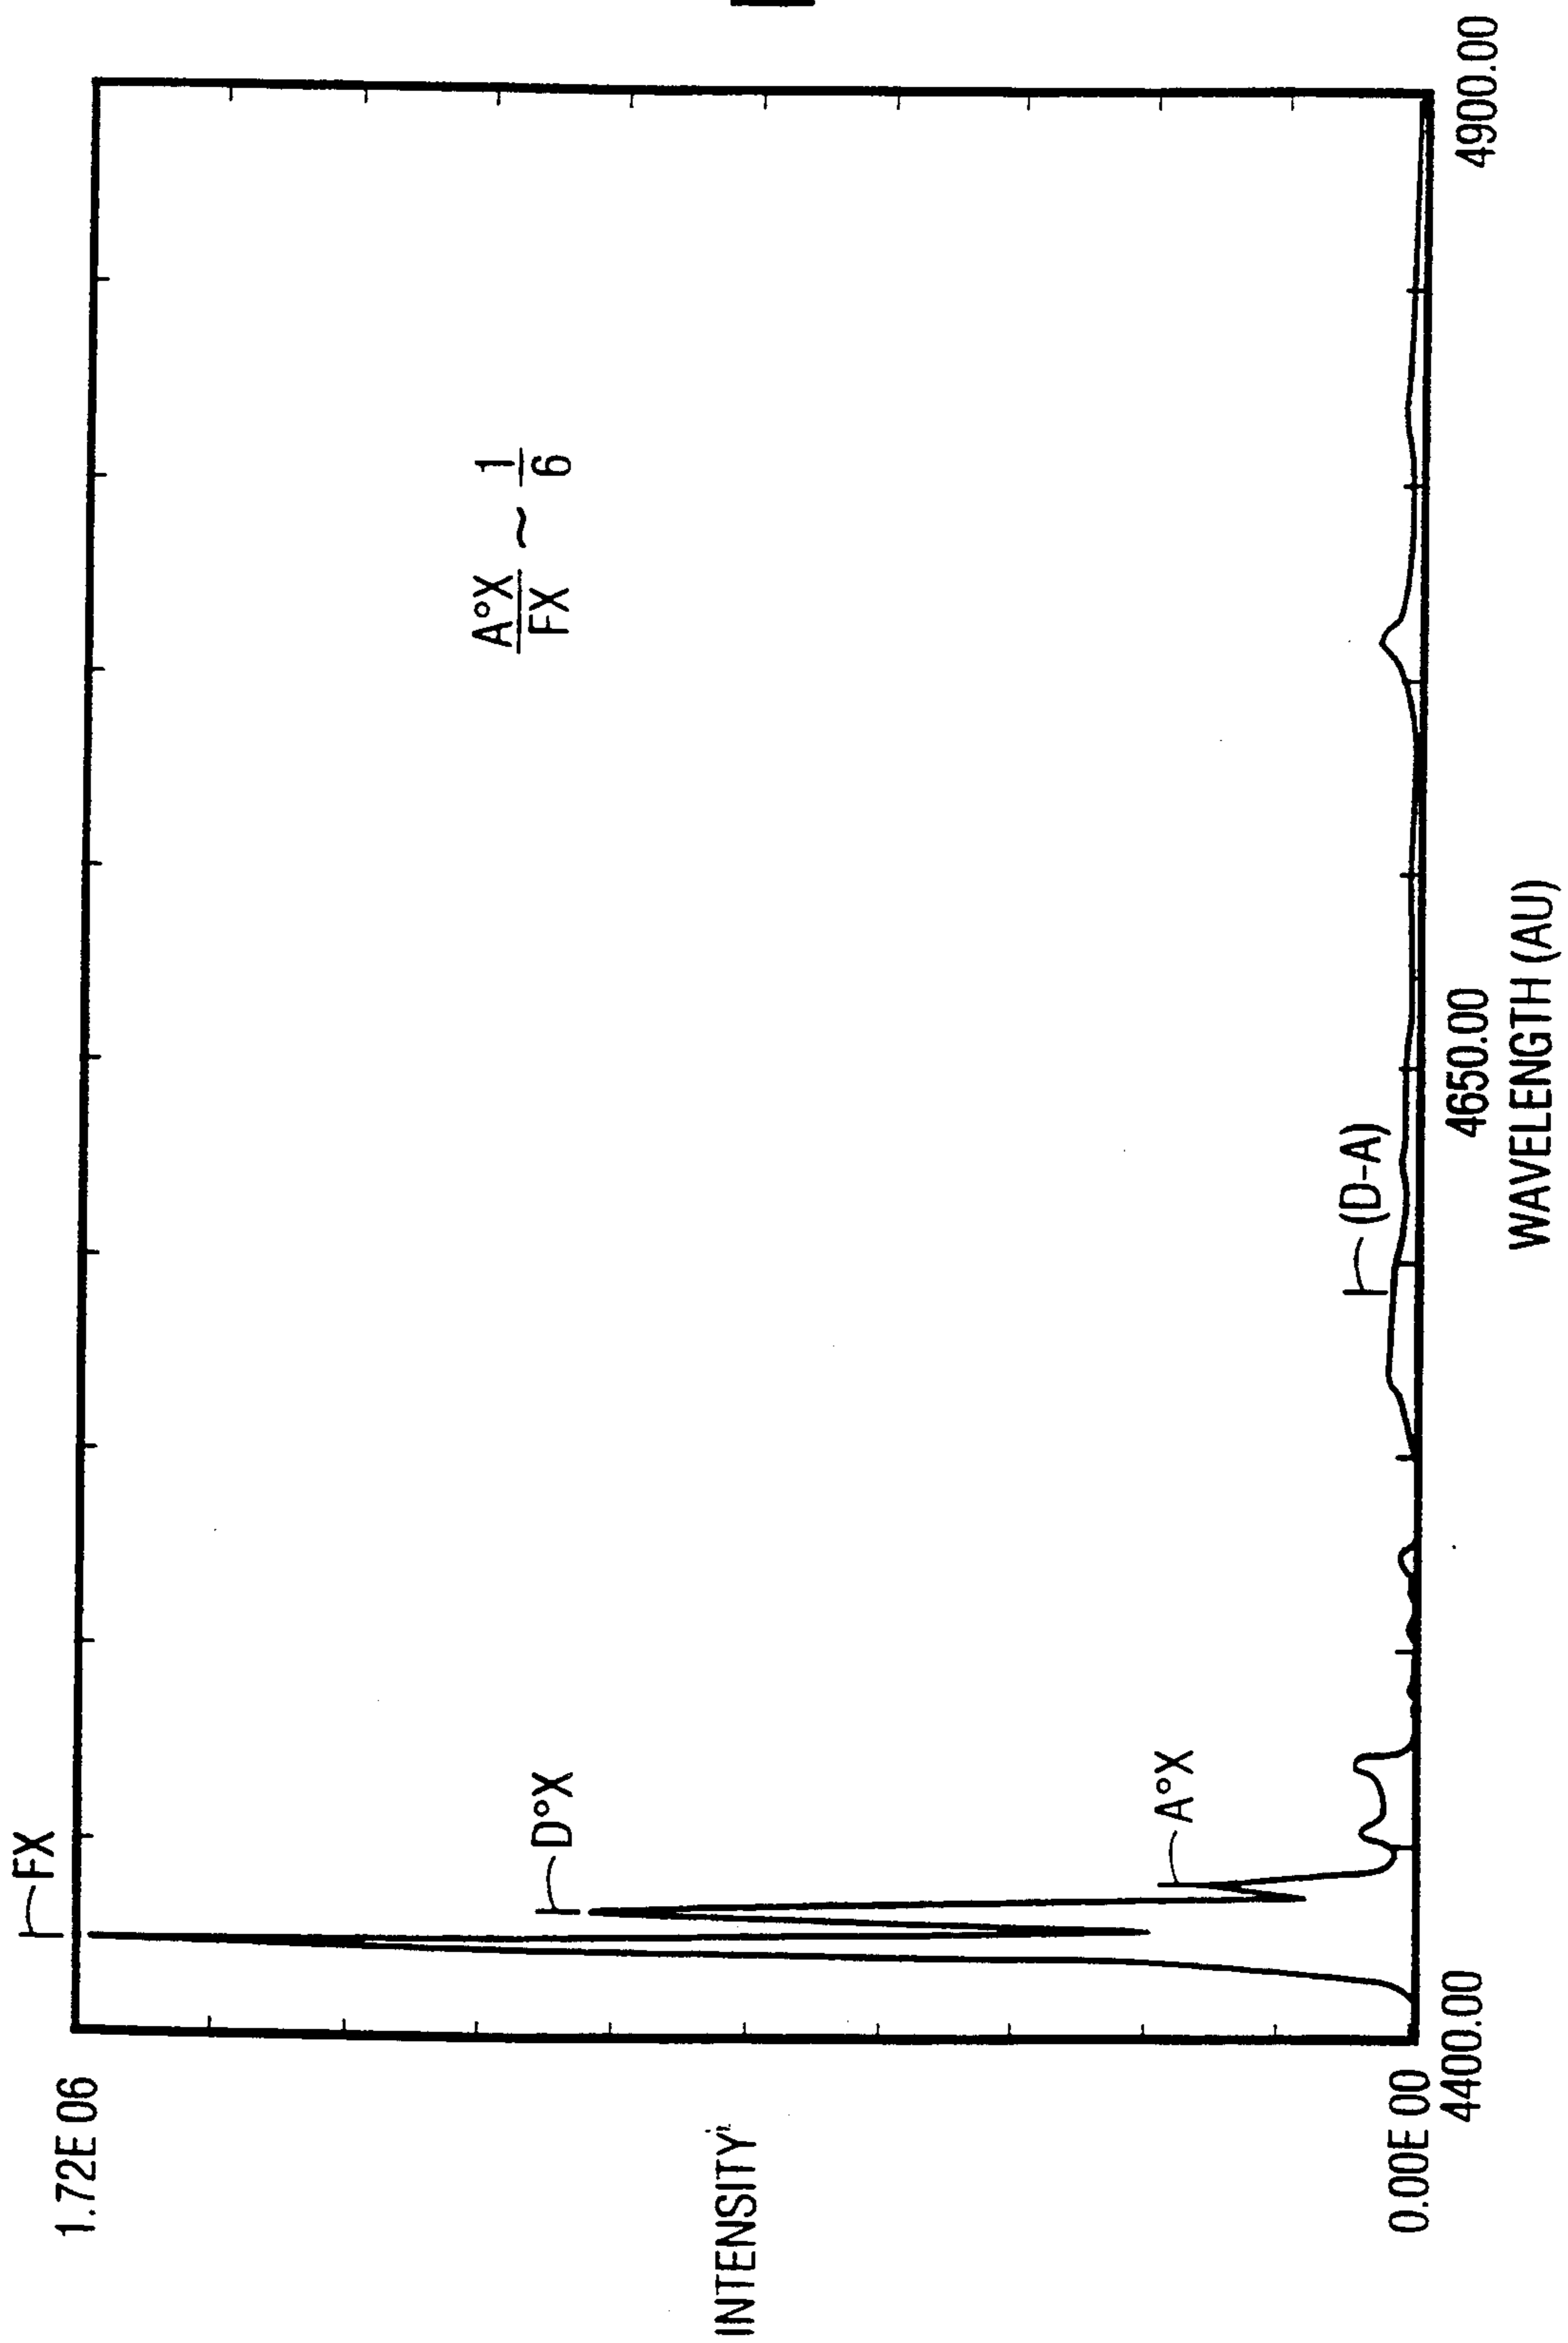 FX
1.72E 06
D°X
A°X
FX
~
1
6
INTENSITY
A°X
(D-A)
0.00E 00
4400.00
4650.00
4900.00
WAVELENGTH (AU)